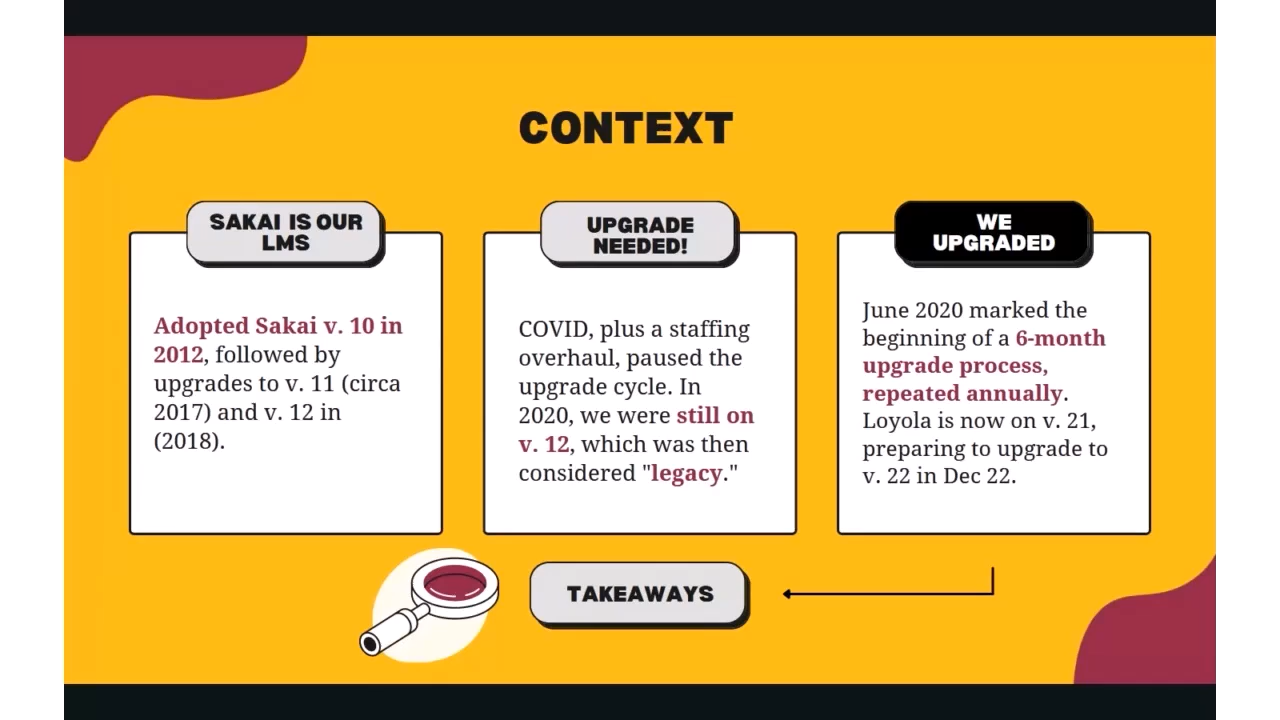 CONTEXT
SAKAI IS OUR
LMS
Adopted Sakai v. 10 in
2012, followed by
upgrades to v. 11 (circa
2017) and v. 12 in
(2018).
UPGRADE
NEEDED!
COVID, plus a staffing
overhaul, paused the
upgrade cycle. In
2020, we were still on
v. 12, which was then
considered "legacy."
WE
UPGRADED
June 2020 marked the
beginning of a 6-month
upgrade process,
repeated annually.
Loyola is now on v. 21,
preparing to upgrade to
v. 22 in Dec 22.
TAKEAWAYS